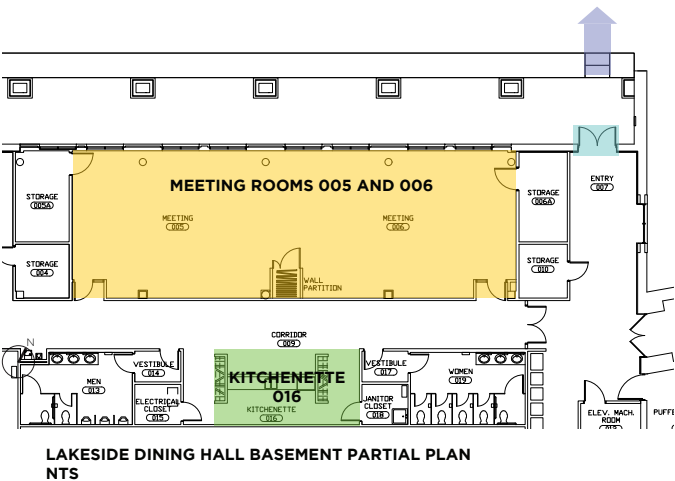 MEETING ROOMS 005 AND 006
STORAGE
005A
MEETING
005
MEETING
006
STORAGE
006A
ENTRY
007
STORAGE
004
WALL
PARTITION
STORAGE
010
CORRIDOR
009
N
MEN
013
VESTIBULE
014
ELECTRICAL
CLOSET
015
KITCHENETTE
016
KITCHENETTE
016
VESTIBULE
017
JANITOR
CLOSET
018
WOMEN
019
ELEV. MACH.
ROOM
LAKESIDE DINING HALL BASEMENT PARTIAL PLAN
NTS